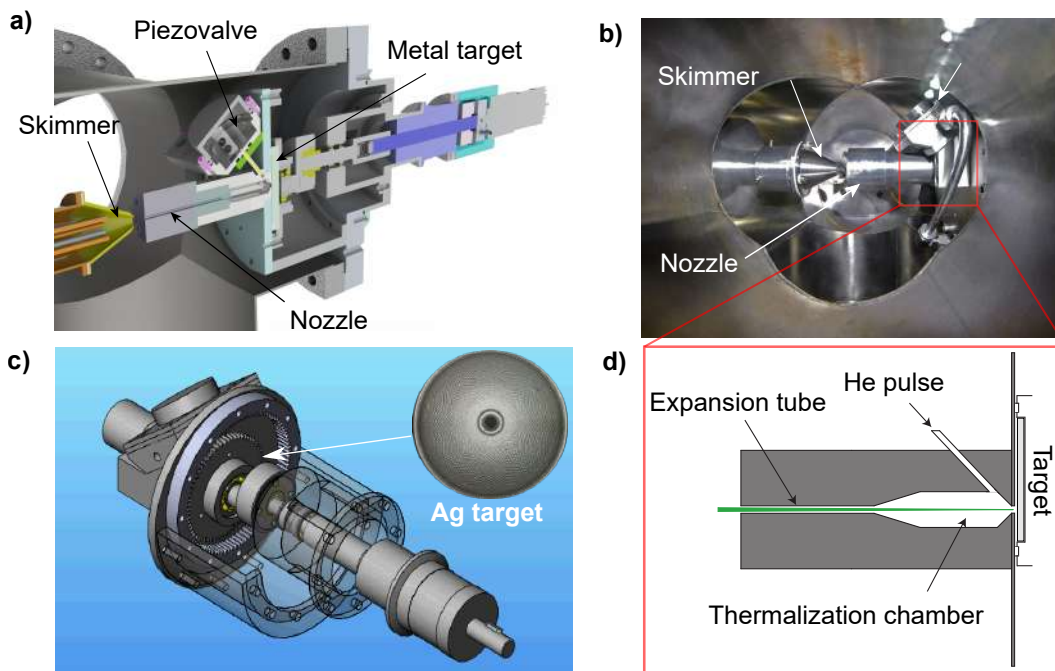 a)
Piezovalve
Metal target
Skimmer
Nozzle
b)
Skimmer
Nozzle
c)
Ag target
d)
He pulse
Expansion tube
Target
Thermalization chamber